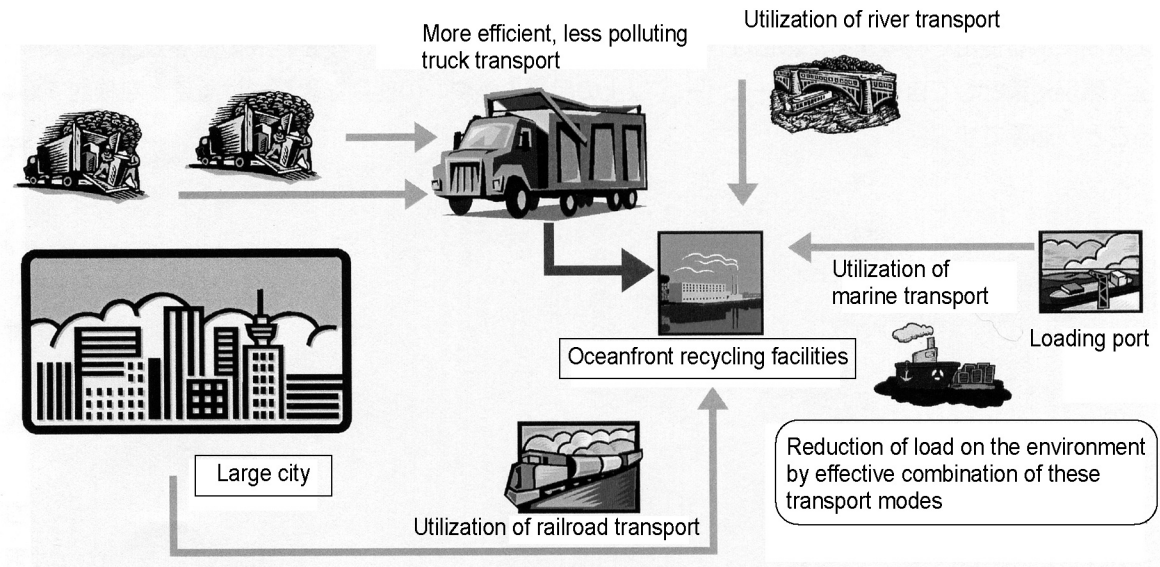 More efficient, less polluting
truck transport
Utilization of river transport
Utilization of
marine transport
Loading port
Oceanfront recycling facilities
Large city
Utilization of railroad transport
Reduction of load on the environment
by effective combination of these
transport modes